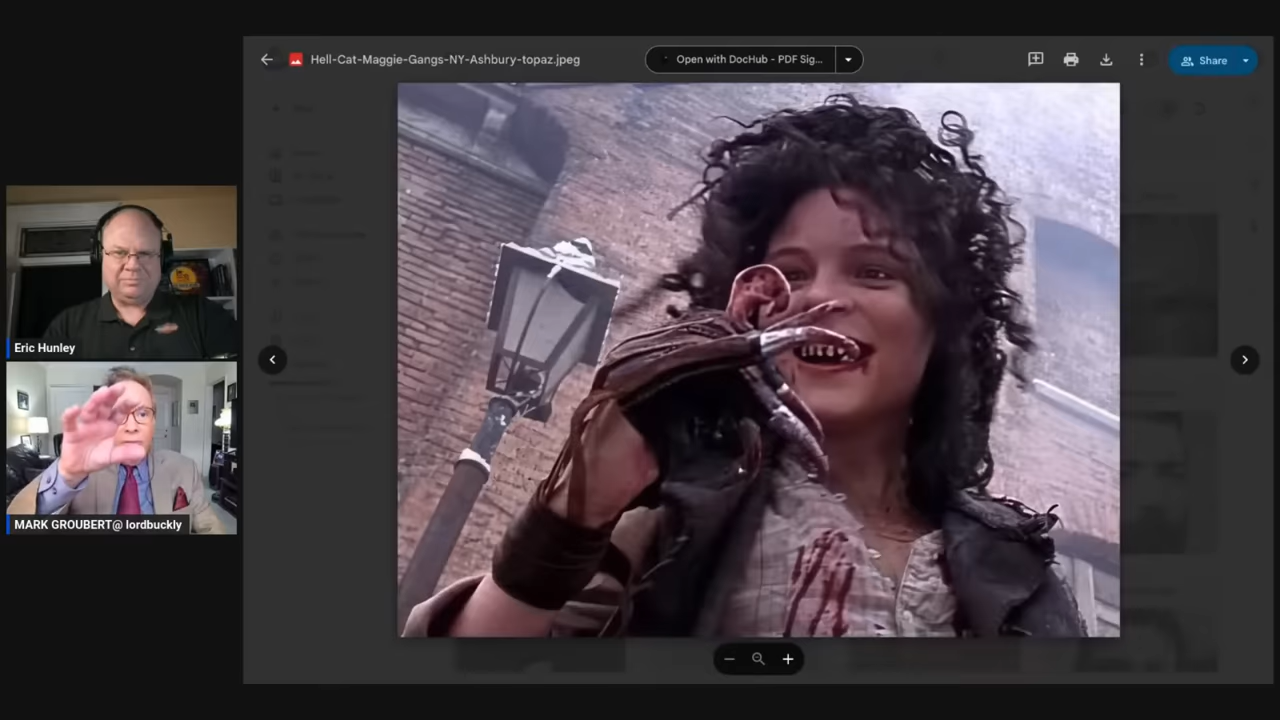 Hell-Cat-Maggie-Gangs-NY-Ashbury-topaz.jpeg
Open with DocHub - PDF Sig...
Share
Eric Hunley
MARK GROUBERT@ lordbuckly